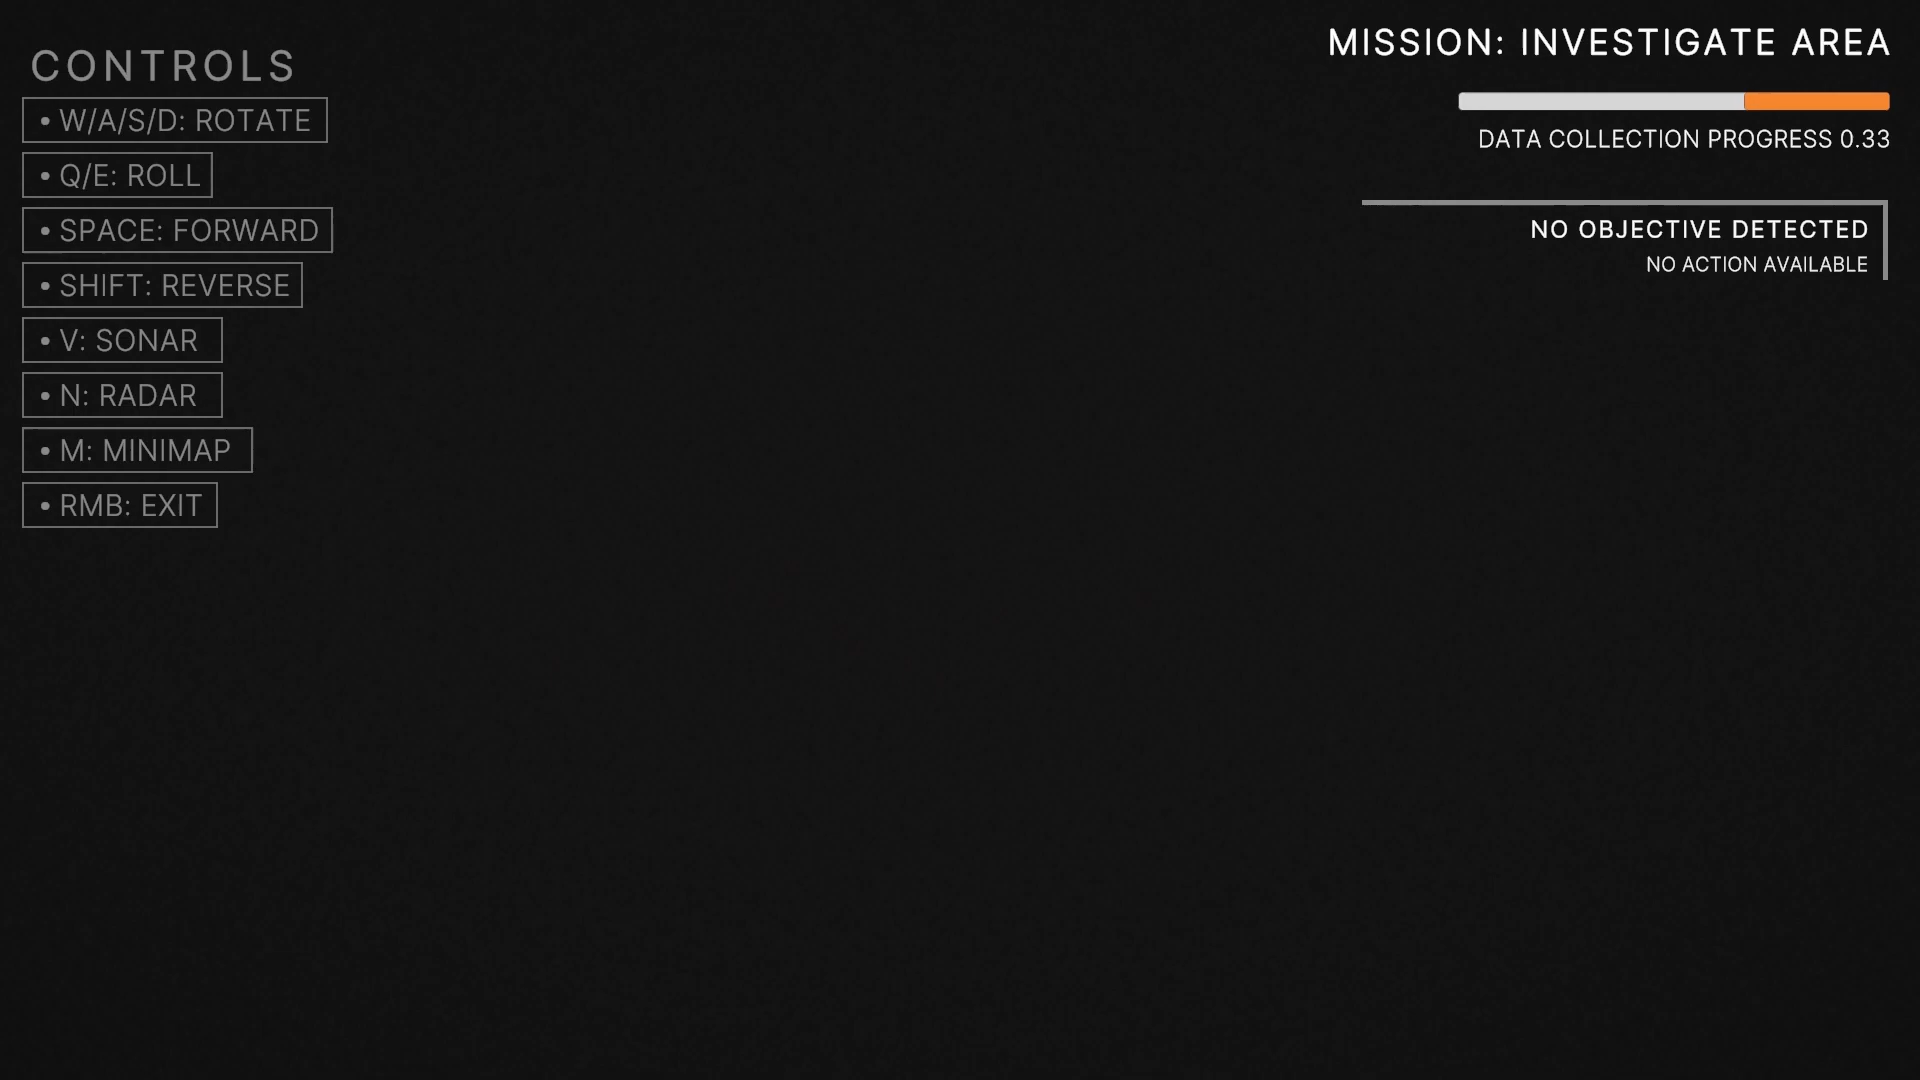 CONTROLS
• W/A/S/D: ROTATE
• Q/E: ROLL
• SPACE: FORWARD
• SHIFT: REVERSE
• V: SONAR
• N: RADAR
• M: MINIMAP
• RMB: EXIT
MISSION: INVESTIGATE AREA
DATA COLLECTION PROGRESS 0.33
NO OBJECTIVE DETECTED
NO ACTION AVAILABLE